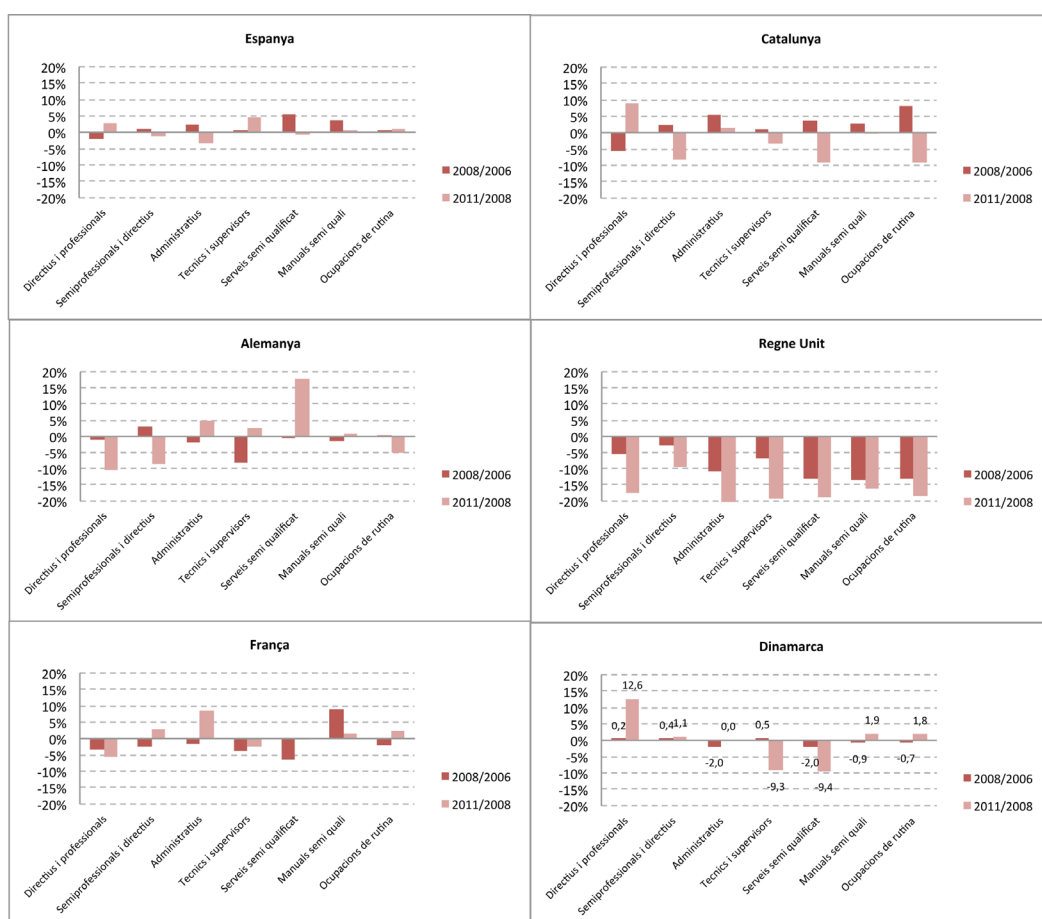 Espanya
20%
15%
10%
5%
0%
-5%
-10%
-15%
-20%
2008/2006
2011/2008
Directius i professionals
Semiprofessionals i directius
Administratius
Tecnics i supervisors
Serveis semi qualificat
Manuals semi quali
Ocupacions de rutina
Catalunya
20%
15%
10%
5%
0%
-5%
-10%
-15%
-20%
2008/2006
2011/2008
Directius i professionals
Semiprofessionals i directius
Administratius
Tecnics i supervisors
Serveis semi qualificat
Manuals semi quali
Ocupacions de rutina
Alemanya
20%
15%
10%
5%
0%
-5%
-10%
-15%
-20%
2008/2006
2011/2008
Directius i professionals
Semiprofessionals i directius
Administratius
Tecnics i supervisors
Serveis semi qualificat
Manuals semi quali
Ocupacions de rutina
Regne Unit
20%
15%
10%
5%
0%
-5%
-10%
-15%
-20%
2008/2006
2011/2008
Directius i professionals
Semiprofessionals i directius
Administratius
Tecnics i supervisors
Serveis semi qualificat
Manuals semi quali
Ocupacions de rutina
França
20%
15%
10%
5%
0%
-5%
-10%
-15%
-20%
2008/2006
2011/2008
Directius i professionals
Semiprofessionals i directius
Administratius
Tecnics i supervisors
Serveis semi qualificat
Manuals semi quali
Ocupacions de rutina
Dinamarca
20%
15%
10%
5%
0%
-5%
-10%
-15%
-20%
0,2
12,6
0,4
1,1
-2,0
0,0
0,5
-9,3
-2,0
-9,4
-0,9
1,9
-0,7
1,8
2008/2006
2011/2008
Directius i professionals
Semiprofessionals i directius
Administratius
Tecnics i supervisors
Serveis semi qualificat
Manuals semi quali
Ocupacions de rutina